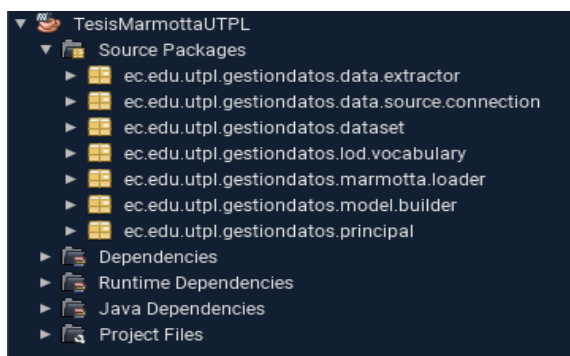 TesisMarmottaUTPL
Source Packages
ec.edu.utpl.gestiondatos.data.extractor
ec.edu.utpl.gestiondatos.data.source.connection
ec.edu.utpl.gestiondatos.dataset
ec.edu.utpl.gestiondatos.lod.vocabulary
ec.edu.utpl.gestiondatos.marmotta.loader
ec.edu.utpl.gestiondatos.model.builder
ec.edu.utpl.gestiondatos.principal
Dependencies
Runtime Dependencies
Java Dependencies
Project Files